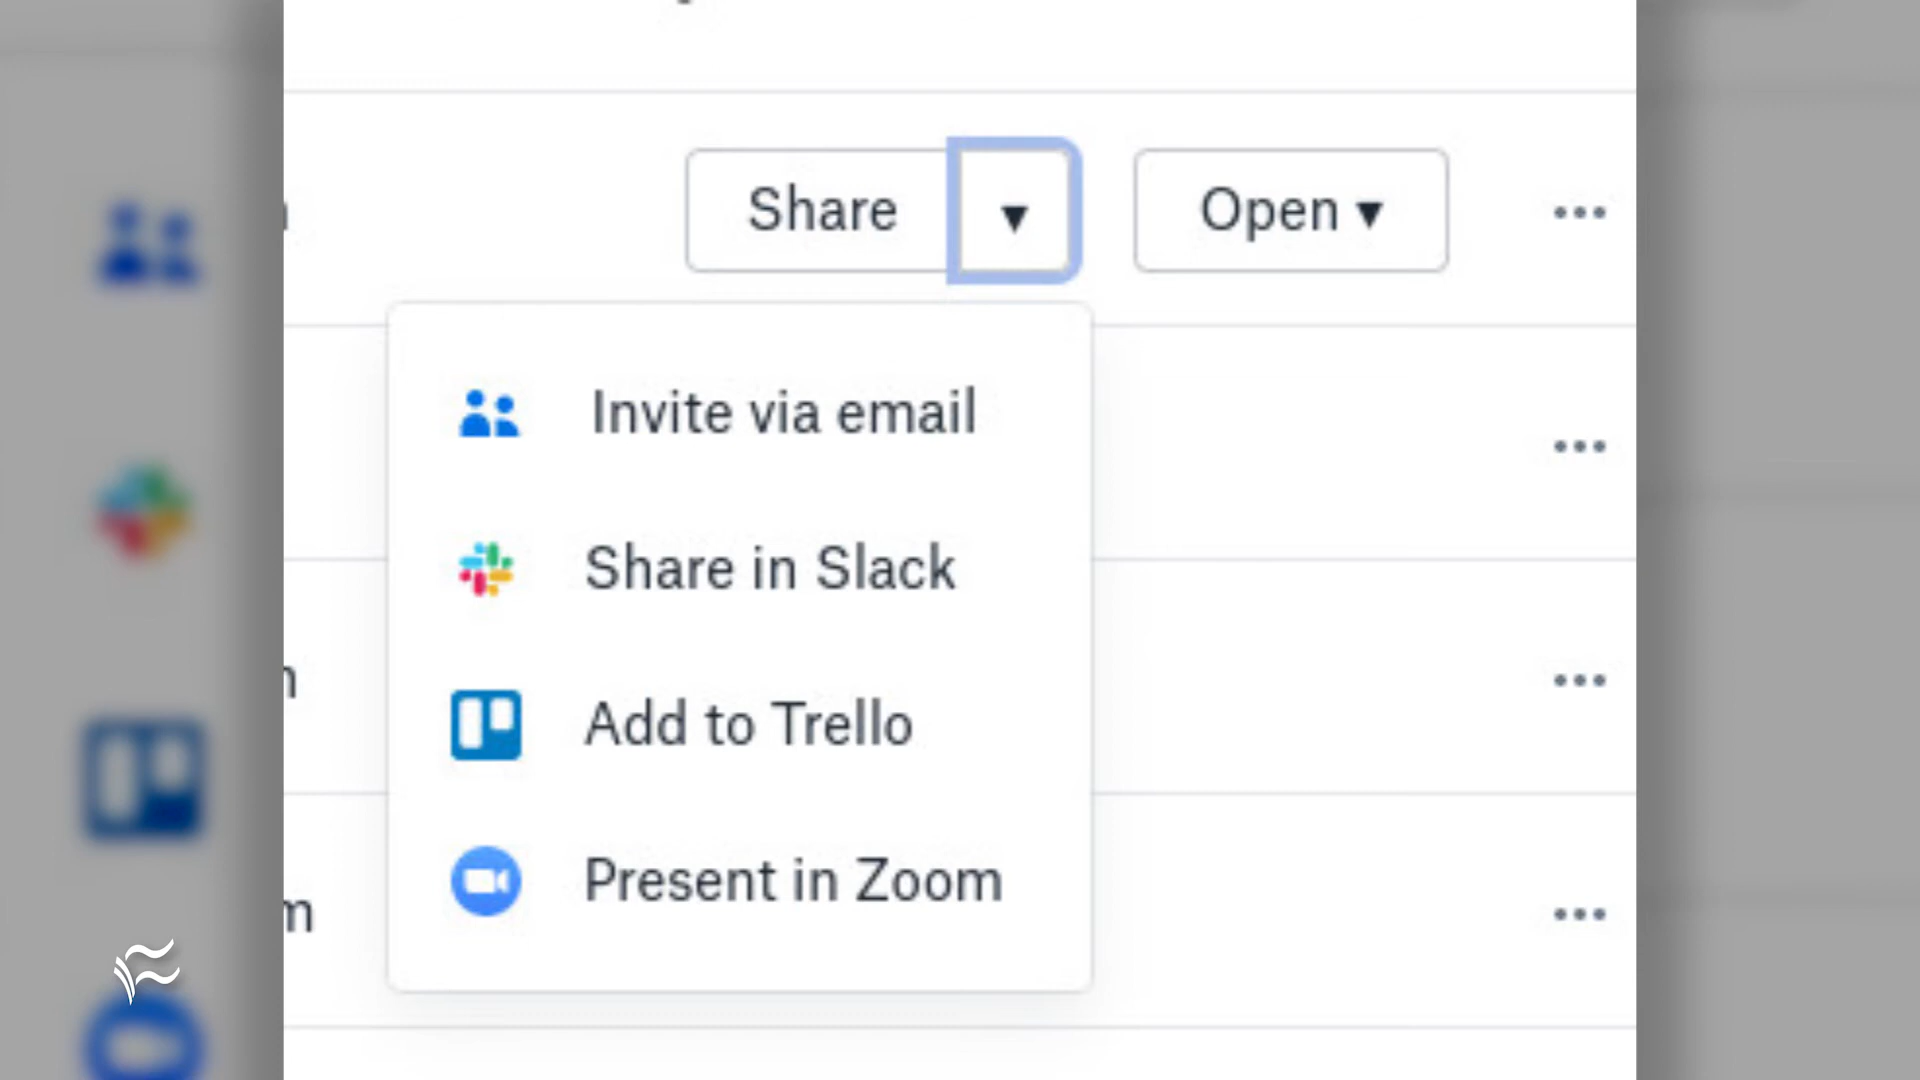 Share ▼ Open ▼
Invite via email
Share in Slack
Add to Trello
Present in Zoom